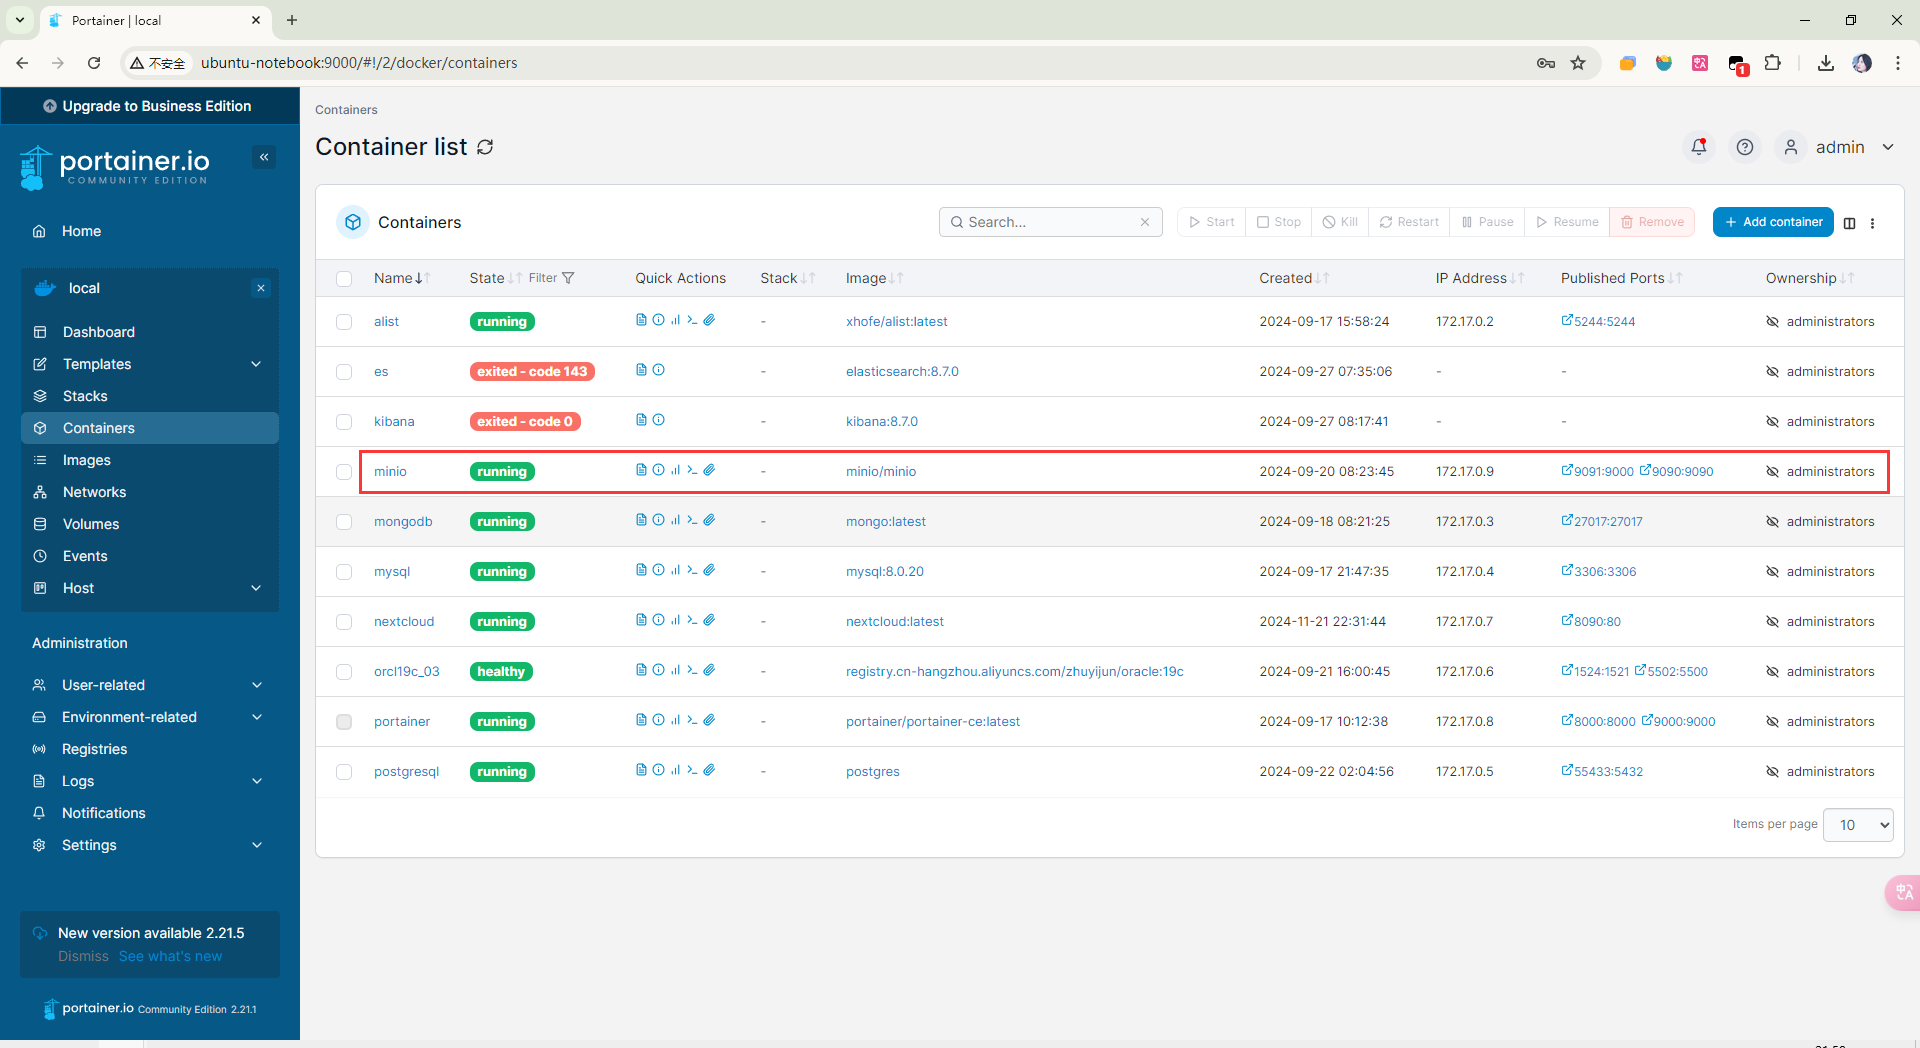 Portainer | local
不安全 ubuntu-notebook:9000/#!/2/docker/containers
1
Upgrade to Business Edition
portainer.io
COMMUNITY EDITION
Home
local
Dashboard
Templates
Stacks
Containers
Images
Networks
Volumes
Events
Host
Administration
User-related
Environment-related
Registries
Logs
Notifications
Settings
New version available 2.21.5
Dismiss See what's new
portainer.io Community Edition 2.21.1
Containers
Container list
admin
Containers Search... Start Stop Kill Restart Pause Resume Remove + Add container
Name State Filter Quick Actions Stack Image Created IP Address Published Ports Ownership
alist running - xhofe/alist:latest 2024-09-17 15:58:24 172.17.0.2 5244:5244 administrators
es exited - code 143 - elasticsearch:8.7.0 2024-09-27 07:35:06 - - administrators
kibana exited - code 0 - kibana:8.7.0 2024-09-27 08:17:41 - - administrators
minio running - minio/minio 2024-09-20 08:23:45 172.17.0.9 9091:9000 9090:9090 administrators
mongodb running - mongo:latest 2024-09-18 08:21:25 172.17.0.3 27017:27017 administrators
mysql running - mysql:8.0.20 2024-09-17 21:47:35 172.17.0.4 3306:3306 administrators
nextcloud running - nextcloud:latest 2024-11-21 22:31:44 172.17.0.7 8090:80 administrators
orcl19c_03 healthy - registry.cn-hangzhou.aliyuncs.com/zhuyijun/oracle:19c 2024-09-21 16:00:45 172.17.0.6 1524:1521 5502:5500 administrators
portainer running - portainer/portainer-ce:latest 2024-09-17 10:12:38 172.17.0.8 8000:8000 9000:9000 administrators
postgresql running - postgres 2024-09-22 02:04:56 172.17.0.5 55433:5432 administrators
Items per page 10